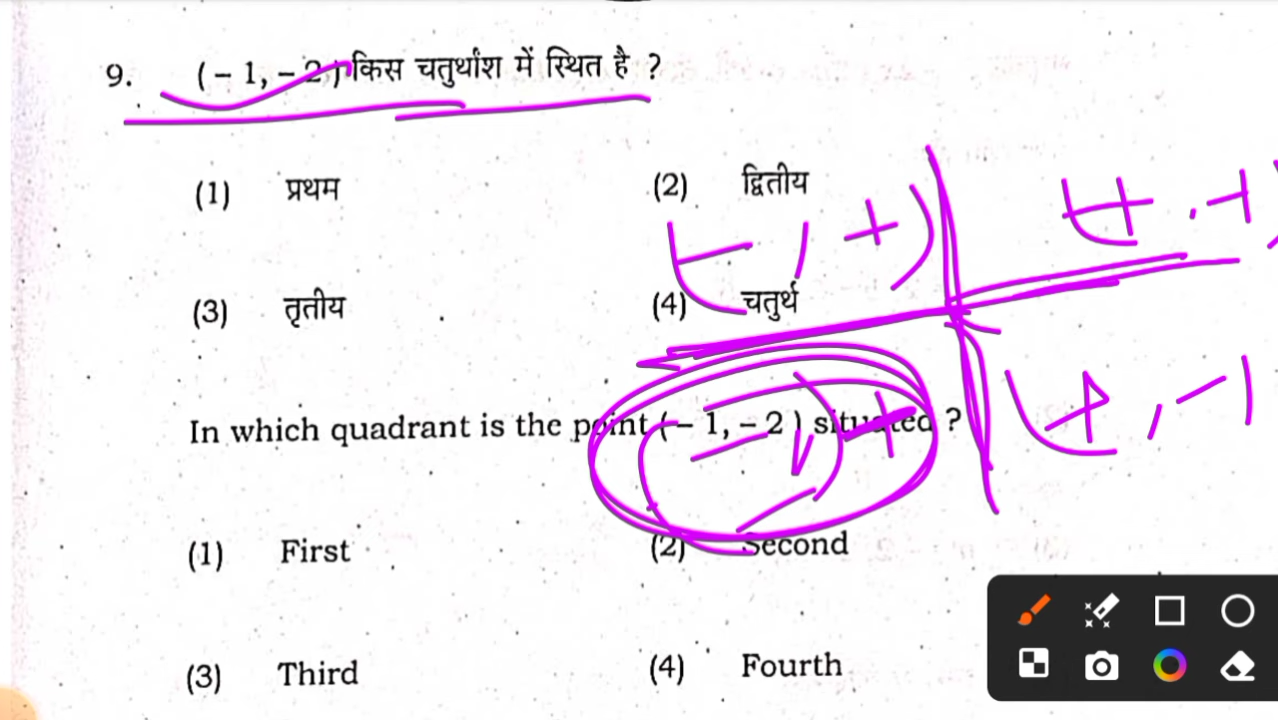 9. (– 1, – 2 ) किस चतुर्थांश में स्थित है ?
(1) प्रथम (2) द्वितीय
(3) तृतीय (4) चतुर्थ
In which quadrant is the point (– 1, – 2 ) situated ?
(1) First (2) Second
(3) Third (4) Fourth